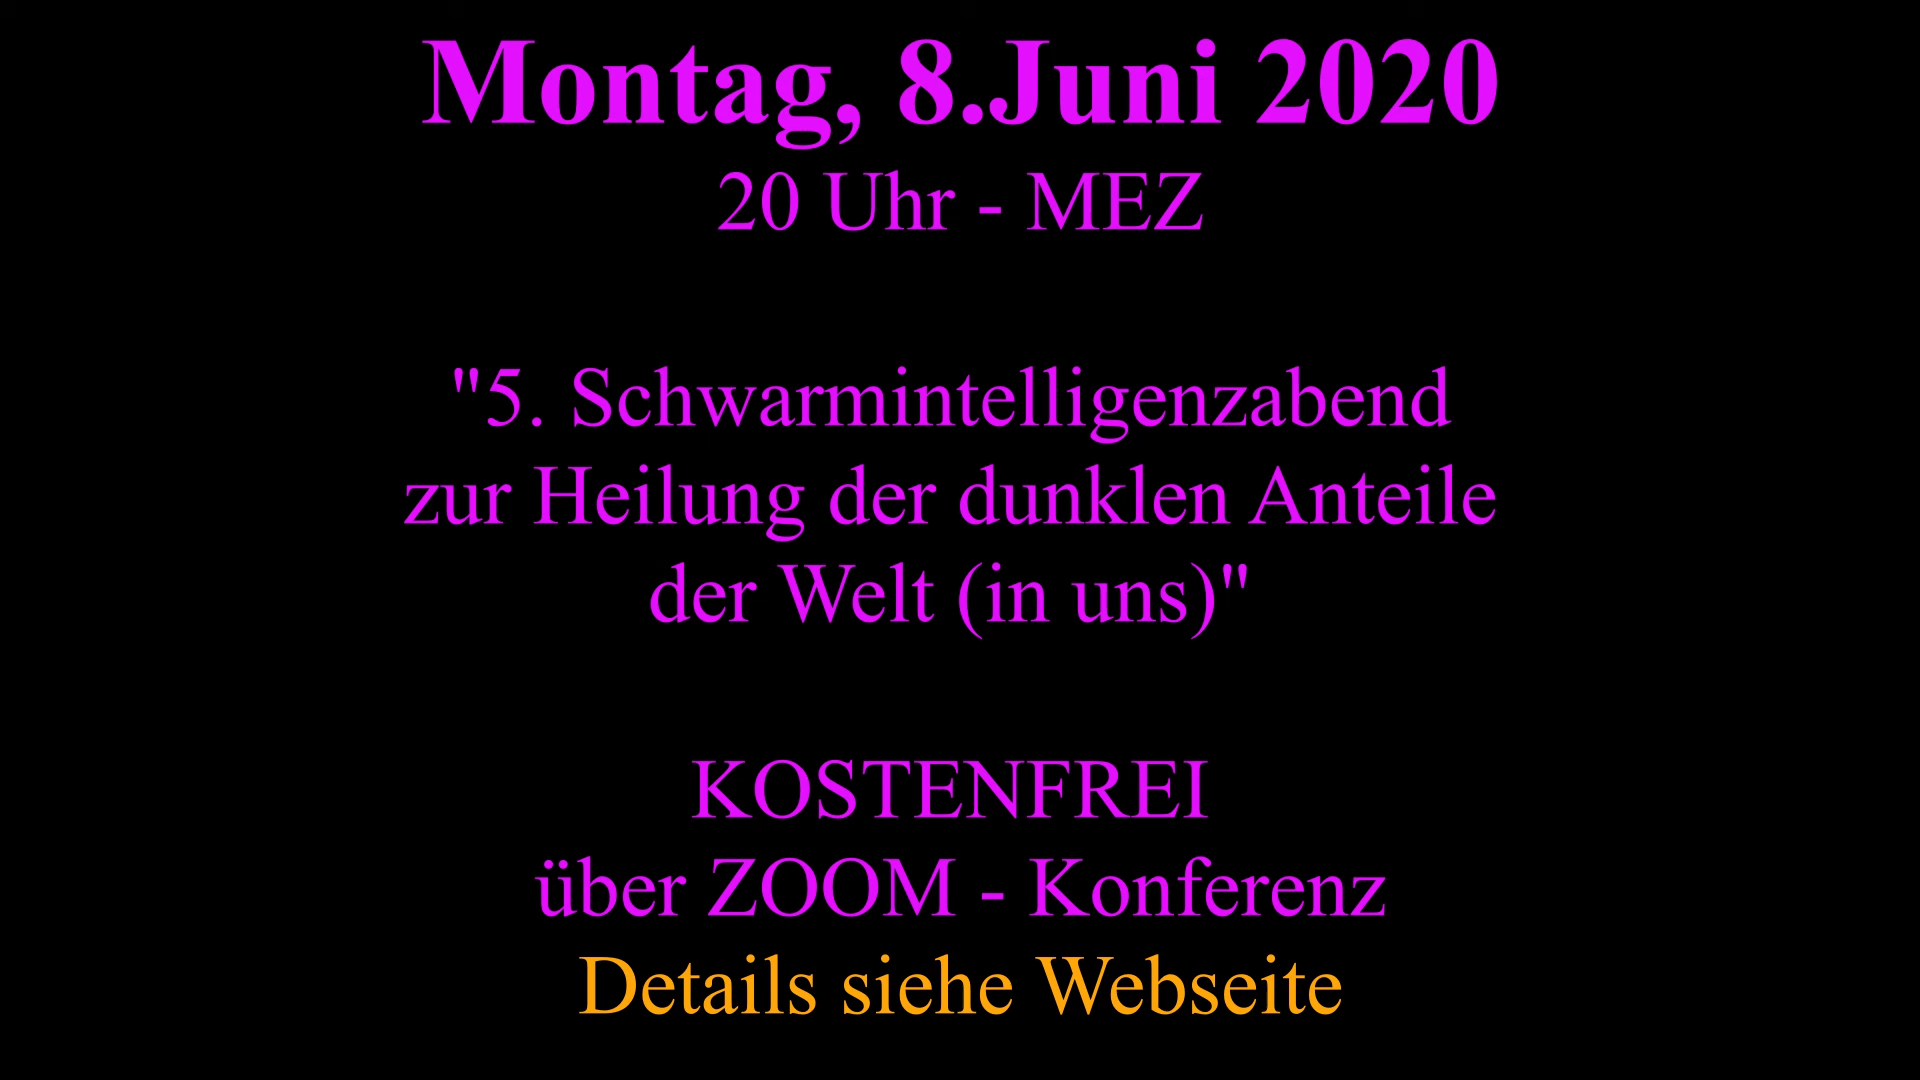 Montag, 8.Juni 2020
20 Uhr - MEZ
"5. Schwarmintelligenzabend
zur Heilung der dunklen Anteile
der Welt (in uns)"
KOSTENFREI
über ZOOM - Konferenz
Details siehe Webseite